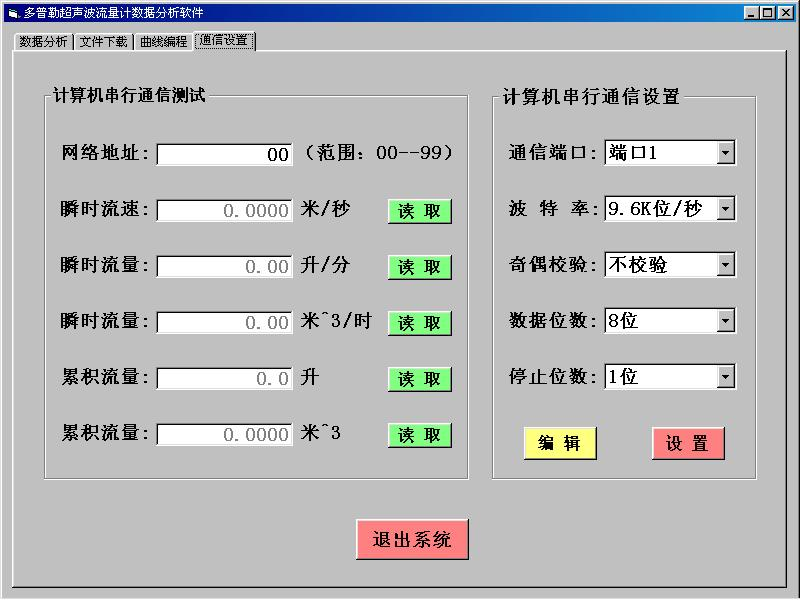 多普勒超声波流量计数据分析软件
数据分析 文件下载 曲线编程 通信设置
计算机串行通信测试
网络地址: 00 (范围: 00--99)
瞬时流速: 0.0000 米/秒 读 取
瞬时流量: 0.00 升/分 读 取
瞬时流量: 0.00 米^3/时 读 取
累积流量: 0.0 升 读 取
累积流量: 0.0000 米^3 读 取
计算机串行通信设置
通信端口: 端口1
波 特 率: 9.6K位/秒
奇偶校验: 不校验
数据位数: 8位
停止位数: 1位
编 辑 设 置
退出系统